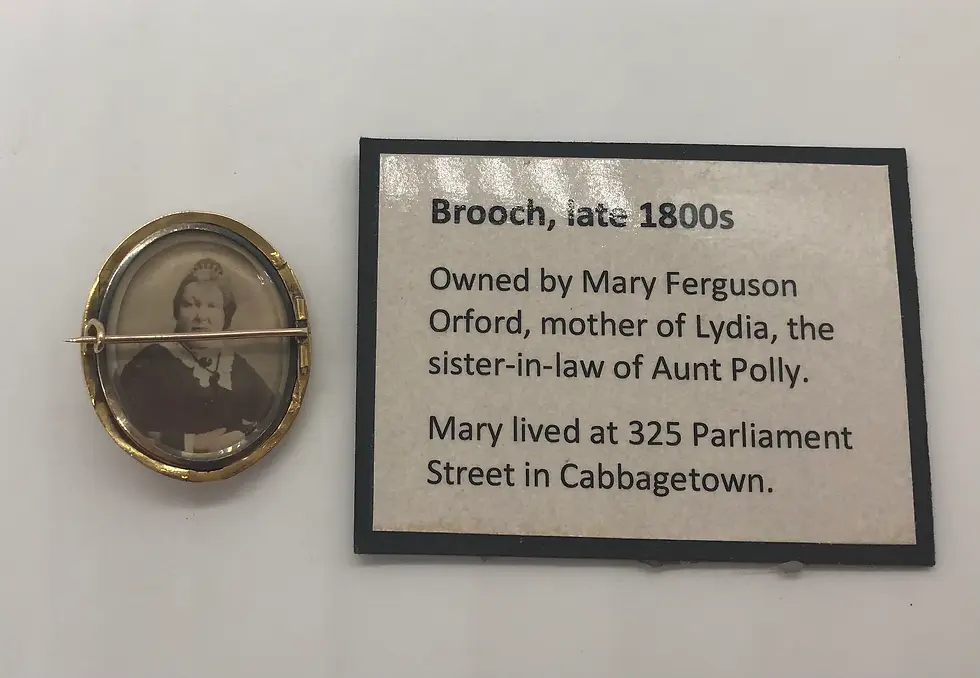 Brooch, late 1800s
Owned by Mary Ferguson
Orford, mother of Lydia, the
sister-in-law of Aunt Polly.
Mary lived at 325 Parliament
Street in Cabbagetown.